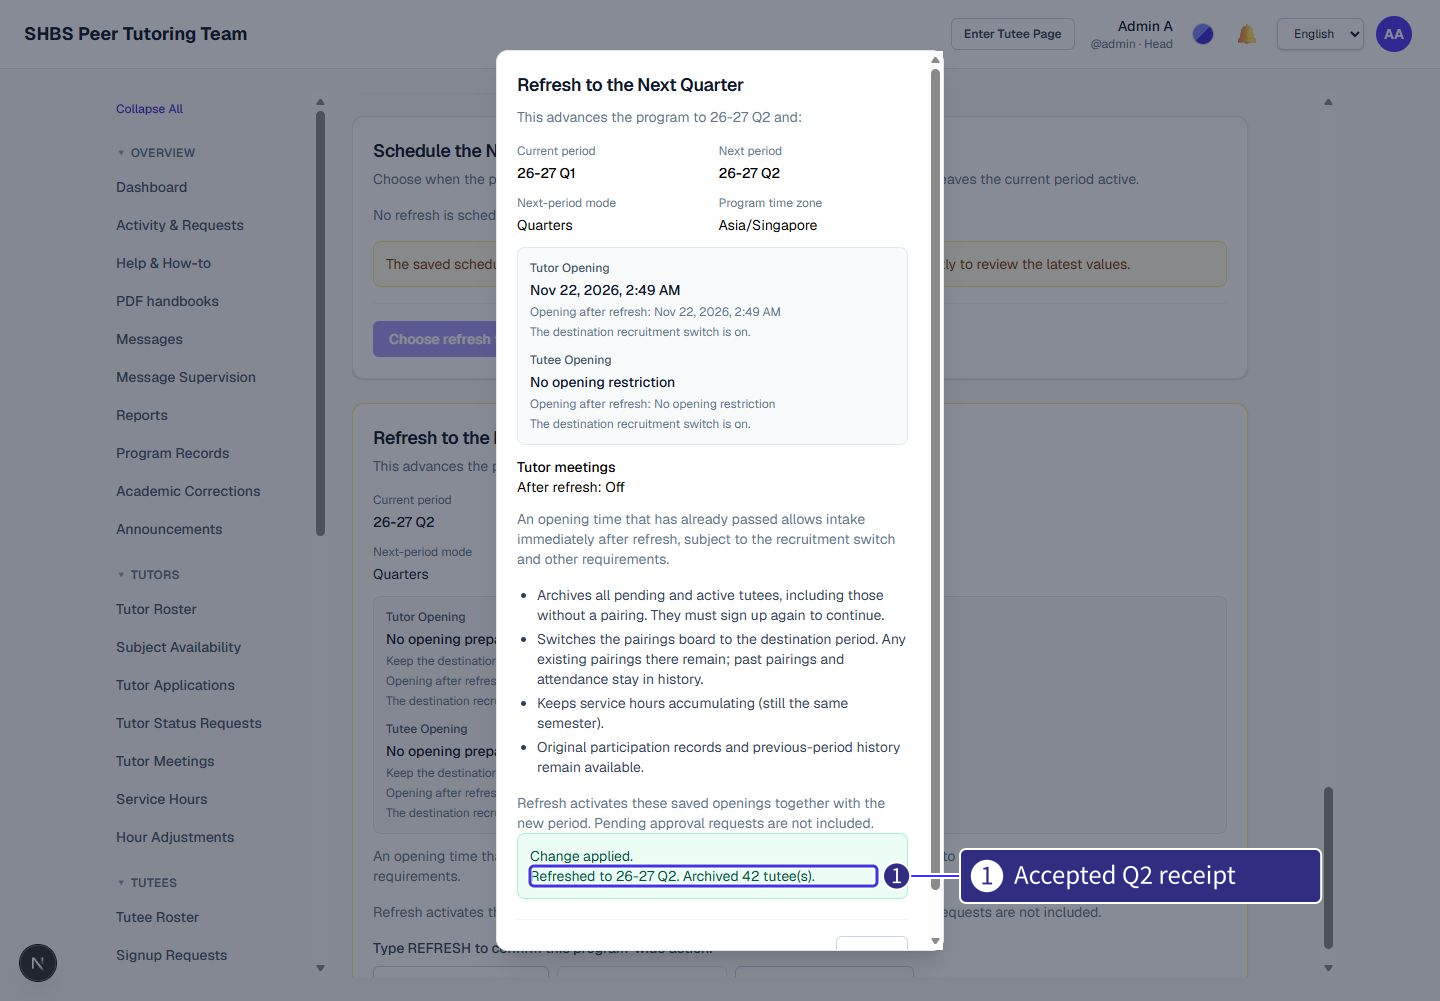 SHBS Peer Tutoring Team
Enter Tutee Page
Admin A
@admin · Head
English
AA
Collapse All
OVERVIEW
Dashboard
Activity & Requests
Help & How-to
PDF handbooks
Messages
Message Supervision
Reports
Program Records
Academic Corrections
Announcements
TUTORS
Tutor Roster
Subject Availability
Tutor Applications
Tutor Status Requests
Tutor Meetings
Service Hours
Hour Adjustments
TUTEES
Tutee Roster
Signup Requests
N
Schedule the N
Choose when the p
eaves the current period active.
No refresh is sched
The saved schedu
ly to review the latest values.
Choose refresh
Refresh to the
This advances the p
Current period
26-27 Q2
Next-period mode
Quarters
Tutor Opening
No opening prepa
Keep the destination
Opening after refres
The destination recru
Tutee Opening
No opening prepa
Keep the destination
Opening after refres
The destination recru
An opening time tha
requirements.
Refresh activates th
equests are not included.
Type REFRESH to confirm this program-wide action.
Refresh to the Next Quarter
This advances the program to 26-27 Q2 and:
Current period
26-27 Q1
Next period
26-27 Q2
Next-period mode
Quarters
Program time zone
Asia/Singapore
Tutor Opening
Nov 22, 2026, 2:49 AM
Opening after refresh: Nov 22, 2026, 2:49 AM
The destination recruitment switch is on.
Tutee Opening
No opening restriction
Opening after refresh: No opening restriction
The destination recruitment switch is on.
Tutor meetings
After refresh: Off
An opening time that has already passed allows intake
immediately after refresh, subject to the recruitment switch
and other requirements.
• Archives all pending and active tutees, including those
without a pairing. They must sign up again to continue.
• Switches the pairings board to the destination period. Any
existing pairings there remain; past pairings and
attendance stay in history.
• Keeps service hours accumulating (still the same
semester).
• Original participation records and previous-period history
remain available.
Refresh activates these saved openings together with the
new period. Pending approval requests are not included.
Change applied.
Refreshed to 26-27 Q2. Archived 42 tutee(s).
1
1 Accepted Q2 receipt